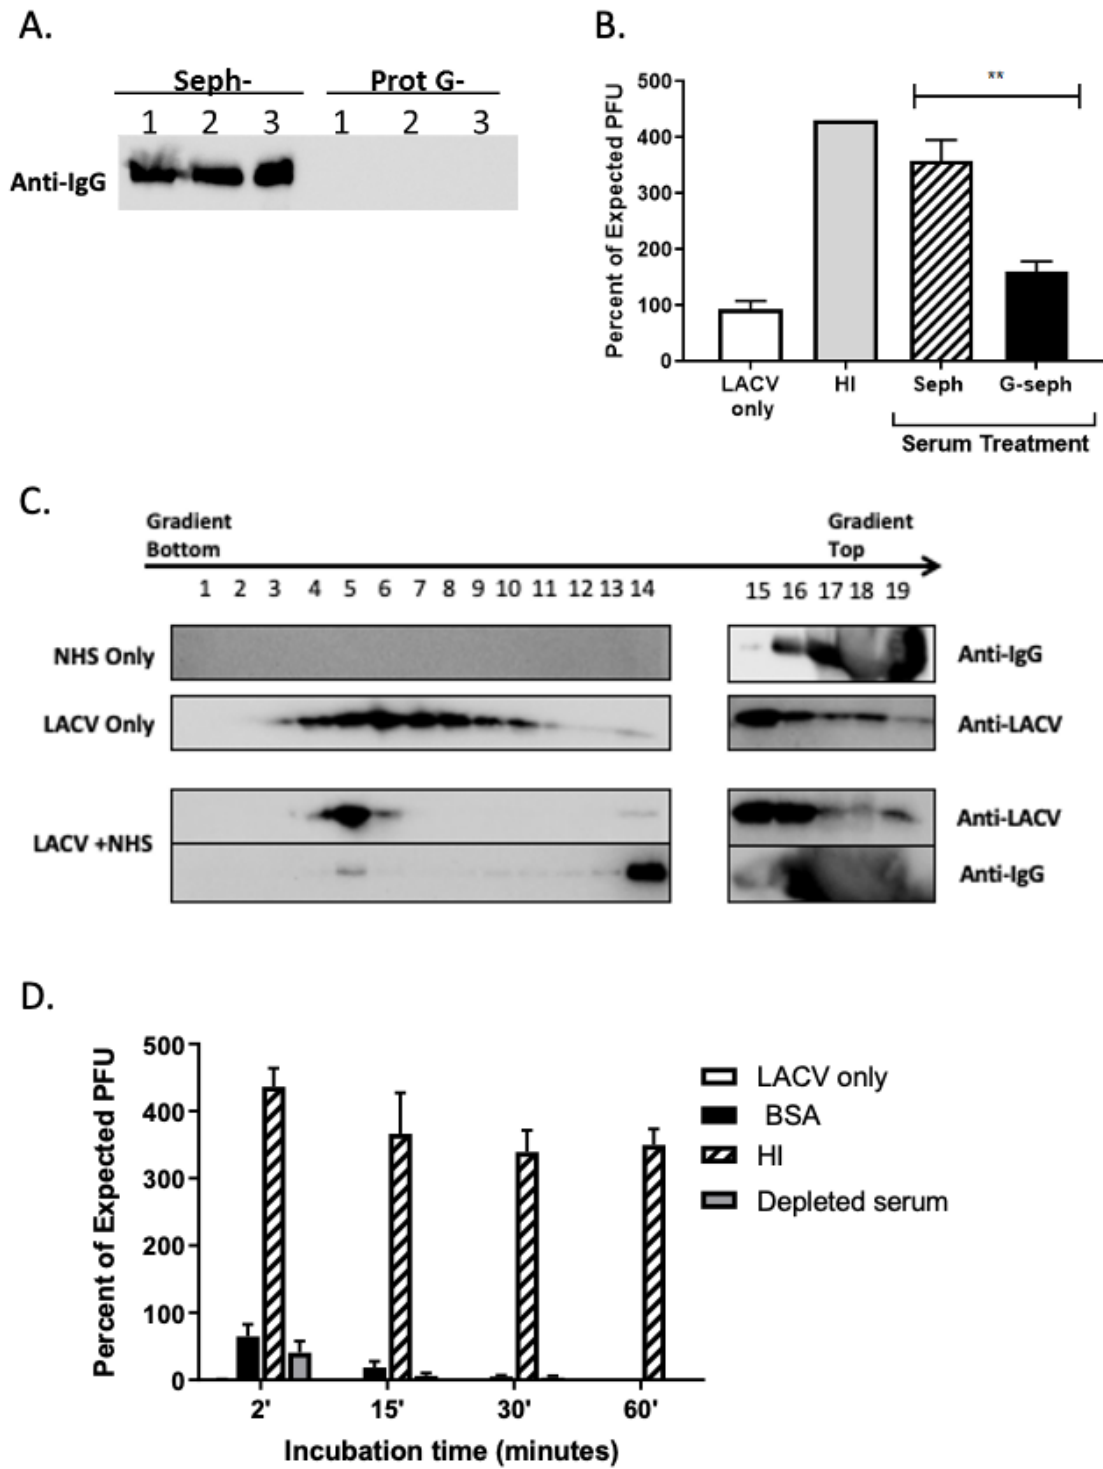 A.
Seph- Prot G-
1 2 3 1 2 3
Anti-IgG
B.
**
500
400
300
200
100
0
Percent of Expected PFU
LACV only HI Seph G-seph
Serum Treatment
C.
Gradient Bottom Gradient Top
1 2 3 4 5 6 7 8 9 10 11 12 13 14 15 16 17 18 19
NHS Only Anti-IgG
LACV Only Anti-LACV
LACV +NHS Anti-LACV
Anti-IgG
D.
500
400
300
200
100
0
Percent of Expected PFU
2' 15' 30' 60'
Incubation time (minutes)
LACV only
BSA
HI
Depleted serum